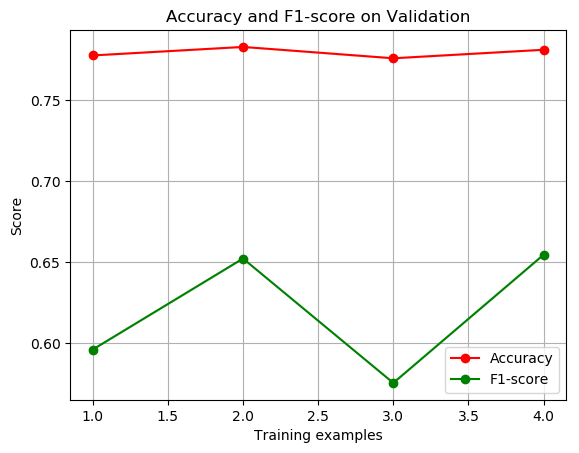 Accuracy and F1-score on Validation
Score
0.75
0.70
0.65
0.60
Accuracy
F1-score
1.0 1.5 2.0 2.5 3.0 3.5 4.0
Training examples